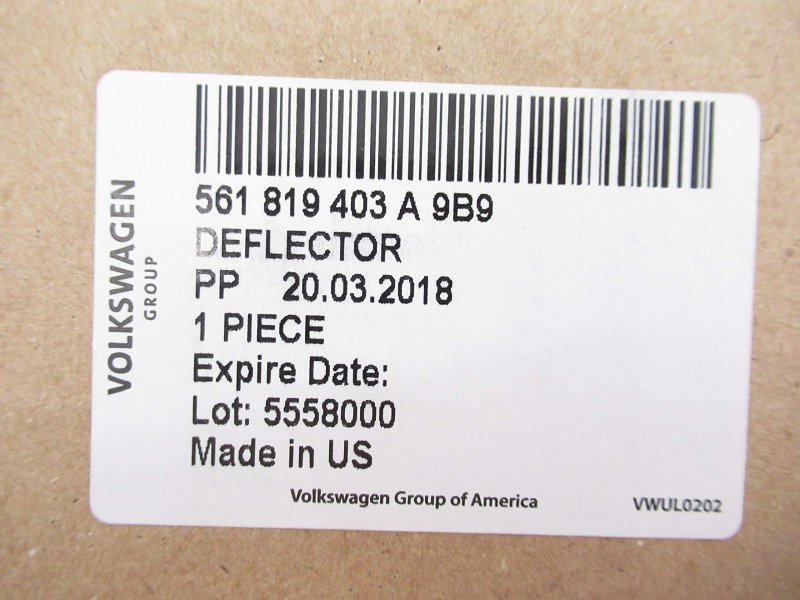 VOLKSWAGEN
GROUP
561 819 403 A 9B9
DEFLECTOR
PP 20.03.2018
1 PIECE
Expire Date:
Lot: 5558000
Made in US
Volkswagen Group of America
VWUL0202